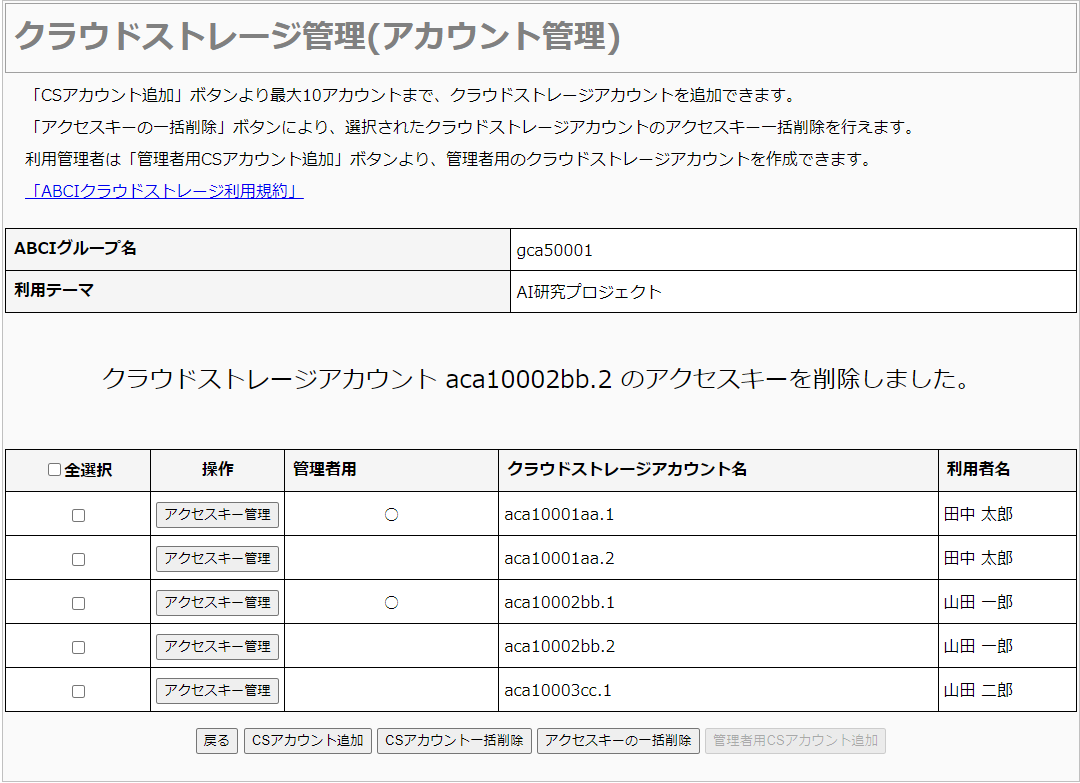 クラウドストレージ管理(アカウント管理)
「CSアカウント追加」ボタンより最大10アカウントまで、クラウドストレージアカウントを追加できます。
「アクセスキーの一括削除」ボタンにより、選択されたクラウドストレージアカウントのアクセスキー一括削除を行えます。
利用管理者は「管理者用CSアカウント追加」ボタンより、管理者用のクラウドストレージアカウントを作成できます。
「ABCIクラウドストレージ利用規約」
ABCIグループ名 gca50001
利用テーマ AI研究プロジェクト
クラウドストレージアカウント aca10002bb.2 のアクセスキーを削除しました。
全選択 操作 管理者用 クラウドストレージアカウント名 利用者名
アクセスキー管理 〇 aca10001aa.1 田中 太郎
アクセスキー管理 aca10001aa.2 田中 太郎
アクセスキー管理 〇 aca10002bb.1 山田 一郎
アクセスキー管理 aca10002bb.2 山田 一郎
アクセスキー管理 aca10003cc.1 山田 二郎
戻る CSアカウント追加 CSアカウント一括削除 アクセスキーの一括削除 管理者用CSアカウント追加